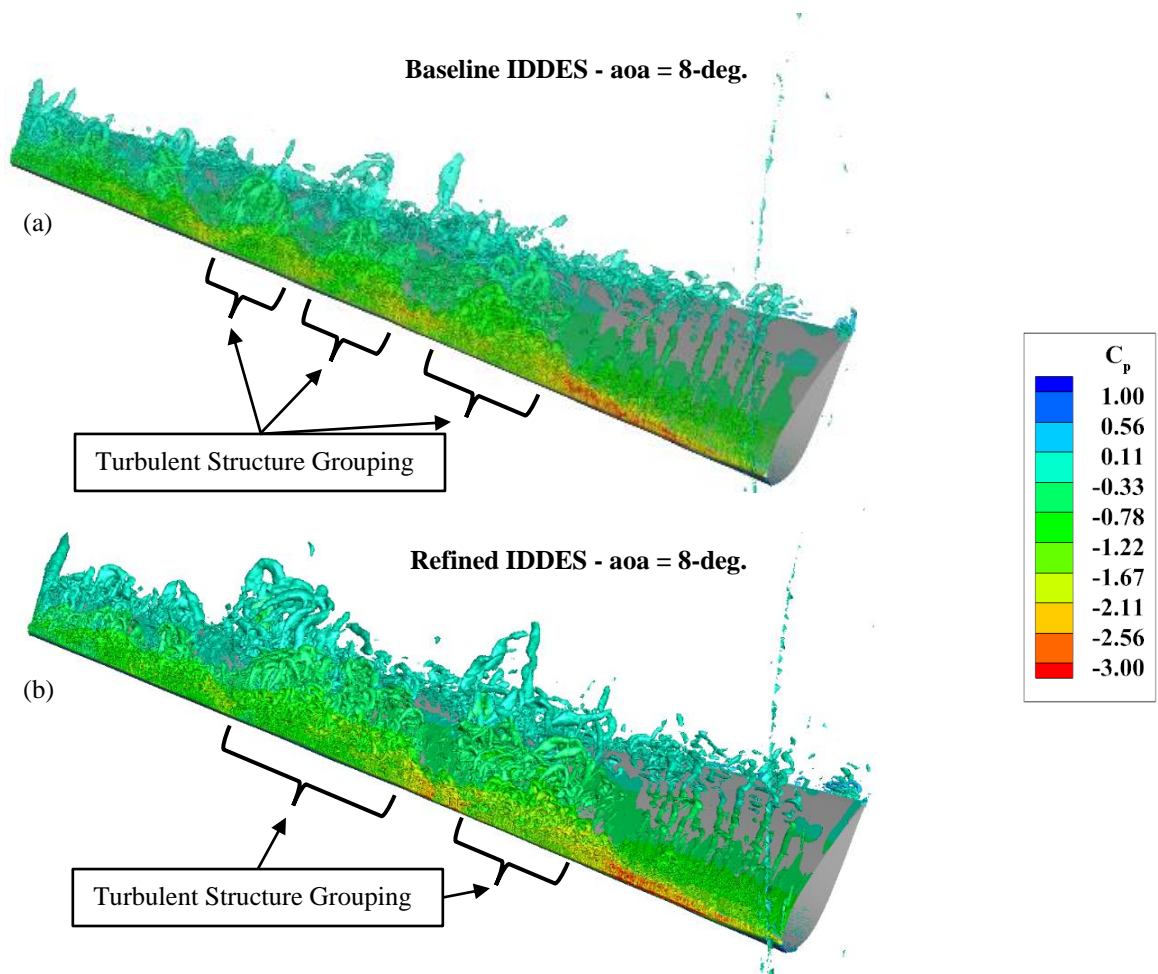 Baseline IDDES - aoa = 8-deg.
(a)
Turbulent Structure Grouping
Refined IDDES - aoa = 8-deg.
(b)
Turbulent Structure Grouping
Cp
1.00
0.56
0.11
-0.33
-0.78
-1.22
-1.67
-2.11
-2.56
-3.00